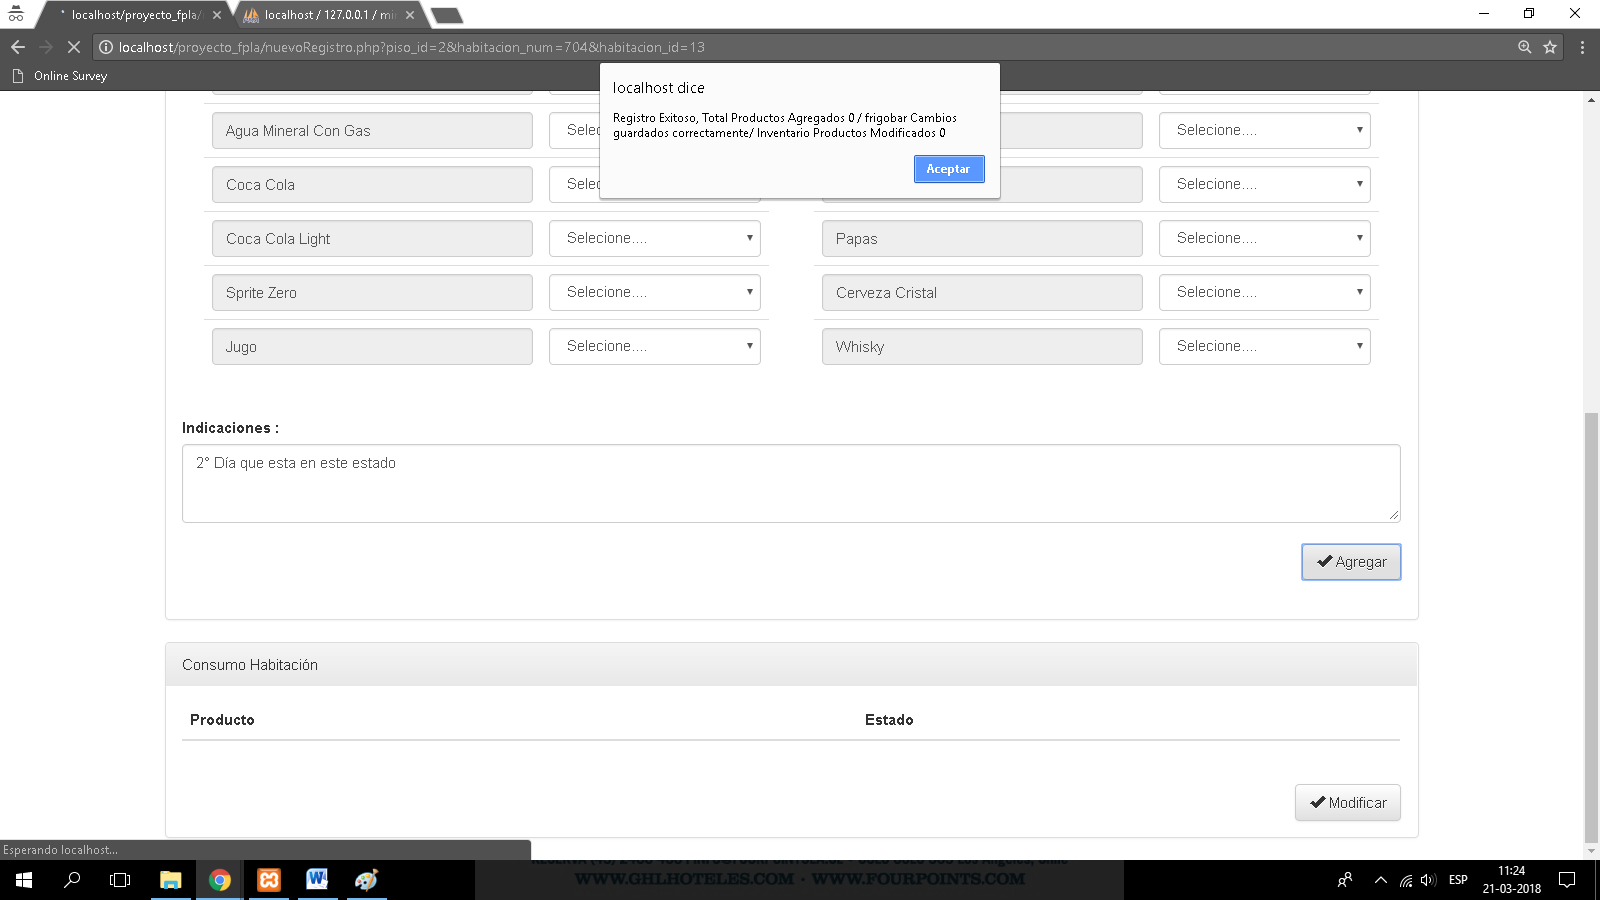 localhost/proyecto_fpla/
localhost / 127.0.0.1 / mi
localhost/proyecto_fpla/nuevoRegistro.php?piso_id=2&habitacion_num=704&habitacion_id=13
Online Survey
localhost dice
Registro Exitoso, Total Productos Agregados 0 / frigobar Cambios
guardados correctamente/ Inventario Productos Modificados 0
Aceptar
Agua Mineral Con Gas
Selec
Selecione....
Coca Cola
Selec
Selecione....
Coca Cola Light
Selecione....
Papas
Selecione....
Sprite Zero
Selecione....
Cerveza Cristal
Selecione....
Jugo
Selecione....
Whisky
Selecione....
Indicaciones :
2° Día que esta en este estado
Agregar
Consumo Habitación
Producto
Estado
Modificar
Esperando localhost...
WWW.GHLHOTELES.COM · WWW.FOURPOINTS.COM
ESP
11:24
21-03-2018